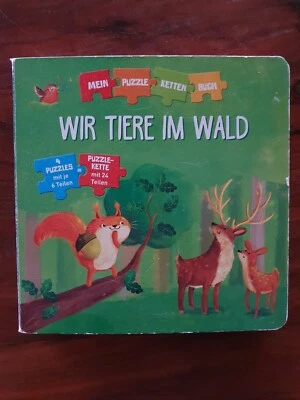 MEIN PUZZLE KETTEN BUCH
WIR TIERE IM WALD
4
PUZZLES
mit je
6 Teilen
=
PUZZLE-
KETTE
mit 24
Teilen